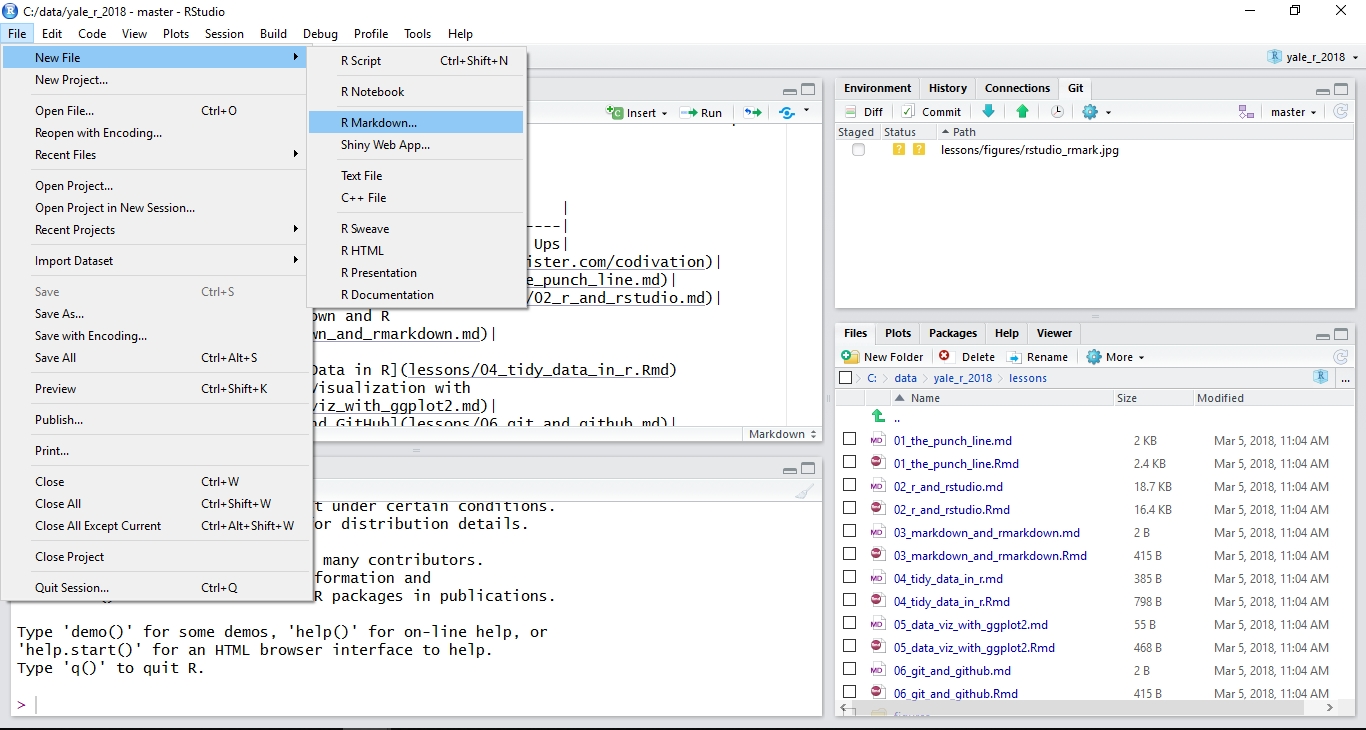 C:/data/yale_r_2018 - master - RStudio
File Edit Code View Plots Session Build Debug Profile Tools Help
New File
New Project...
Open File... Ctrl+O
Reopen with Encoding...
Recent Files
Open Project...
Open Project in New Session...
Recent Projects
Import Dataset
Save Ctrl+S
Save As...
Save with Encoding...
Save All Ctrl+Alt+S
Preview Ctrl+Shift+K
Publish...
Print...
Close Ctrl+W
Close All Ctrl+Shift+W
Close All Except Current Ctrl+Alt+Shift+W
Close Project
Quit Session... Ctrl+Q
R Script Ctrl+Shift+N
R Notebook
R Markdown...
Shiny Web App...
Text File
C++ File
R Sweave
R HTML
R Presentation
R Documentation
yale_r_2018
Insert Run
|
----|
Ups|
ister.com/codivation)|
e_punch_line.md)|
/02_r_and_rstudio.md)|
own and R
wn_and_rmarkdown.md)|
Data in R](lessons/04_tidy_data_in_r.Rmd)
Visualization with
viz_with_ggplot2.md)|
nd GitHub](lessons/06_git_and_github.md)|
Markdown
t under certain conditions.
or distribution details.
many contributors.
formation and
R packages in publications.
Type 'demo()' for some demos, 'help()' for on-line help, or
'help.start()' for an HTML browser interface to help.
Type 'q()' to quit R.
>
Environment History Connections Git
Diff Commit master
Staged Status Path
? ? lessons/figures/rstudio_rmark.jpg
Files Plots Packages Help Viewer
New Folder Delete Rename More
C: data yale_r_2018 lessons ...
Name Size Modified
..
01_the_punch_line.md 2 KB Mar 5, 2018, 11:04 AM
01_the_punch_line.Rmd 2.4 KB Mar 5, 2018, 11:04 AM
02_r_and_rstudio.md 18.7 KB Mar 5, 2018, 11:04 AM
02_r_and_rstudio.Rmd 16.4 KB Mar 5, 2018, 11:04 AM
03_markdown_and_rmarkdown.md 2 B Mar 5, 2018, 11:04 AM
03_markdown_and_rmarkdown.Rmd 415 B Mar 5, 2018, 11:04 AM
04_tidy_data_in_r.md 385 B Mar 5, 2018, 11:04 AM
04_tidy_data_in_r.Rmd 798 B Mar 5, 2018, 11:04 AM
05_data_viz_with_ggplot2.md 55 B Mar 5, 2018, 11:04 AM
05_data_viz_with_ggplot2.Rmd 468 B Mar 5, 2018, 11:04 AM
06_git_and_github.md 2 B Mar 5, 2018, 11:04 AM
06_git_and_github.Rmd 415 B Mar 5, 2018, 11:04 AM